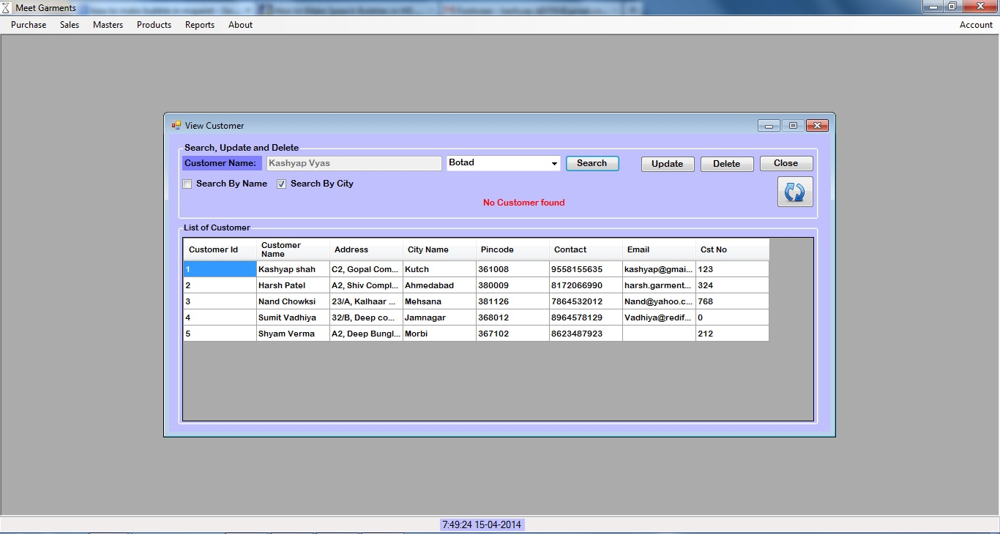 Meet Garments
Purchase Sales Masters Products Reports About Account
View Customer
Search, Update and Delete
Customer Name: Kashyap Vyas Botad Search Update Delete Close
Search By Name Search By City
No Customer found
List of Customer
Customer Id Customer Name Address City Name Pincode Contact Email Cst No
1 Kashyap shah C2, Gopal Com... Kutch 361008 9558155635 kashyap@gmai... 123
2 Harsh Patel A2, Shiv Compl... Ahmedabad 380009 8172066990 harsh.garment... 324
3 Nand Chowksi 23/A, Kalhaar ... Mehsana 381126 7864532012 Nand@yahoo.c... 768
4 Sumit Vadhiya 32/B, Deep co... Jamnagar 368012 8964578129 Vadhiya@redif... 0
5 Shyam Verma A2, Deep Bungl... Morbi 367102 8623487923 212
7:49:24 15-04-2014